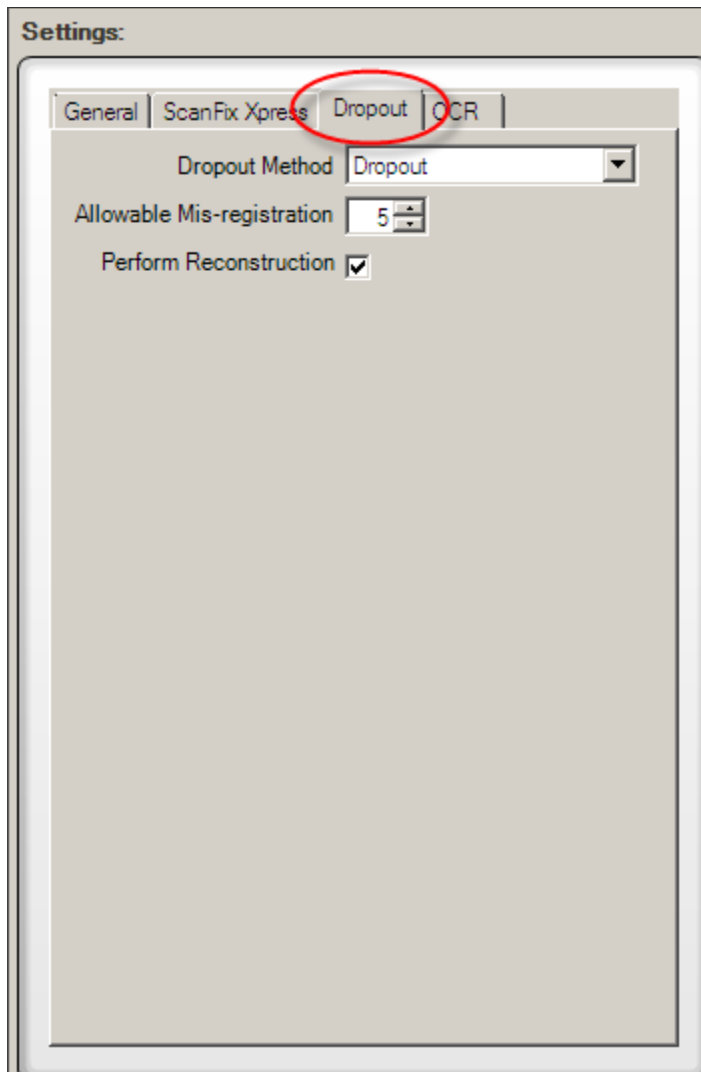 Settings:
General ScanFix Xpress Dropout OCR
Dropout Method Dropout
Allowable Mis-registration 5
Perform Reconstruction